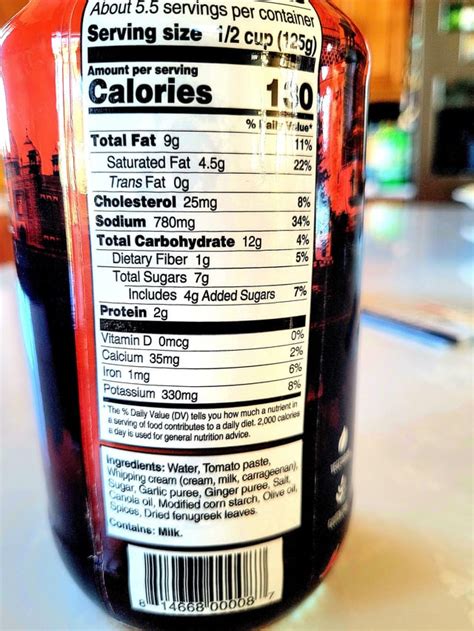 About 5.5 servings per container
Serving size 1/2 cup (125g)
Amount per serving
Calories 130
% Daily Value*
Total Fat 9g 11%
Saturated Fat 4.5g 22%
Trans Fat 0g
Cholesterol 25mg 8%
Sodium 780mg 34%
Total Carbohydrate 12g 4%
Dietary Fiber 1g 5%
Total Sugars 7g
Includes 4g Added Sugars 7%
Protein 2g
Vitamin D 0mcg 0%
Calcium 35mg 2%
Iron 1mg 6%
Potassium 330mg 8%
*The % Daily Value (DV) tells you how much a nutrient in
a serving of food contributes to a daily diet. 2,000 calories
a day is used for general nutrition advice.
Ingredients: Water, Tomato paste,
Whipping cream (cream, milk, carrageenan),
Sugar, Garlic puree, Ginger puree, Salt,
Canola oil, Modified corn starch, Olive oil,
Spices, Dried fenugreek leaves.
Contains: Milk.
8 14668 00008 7